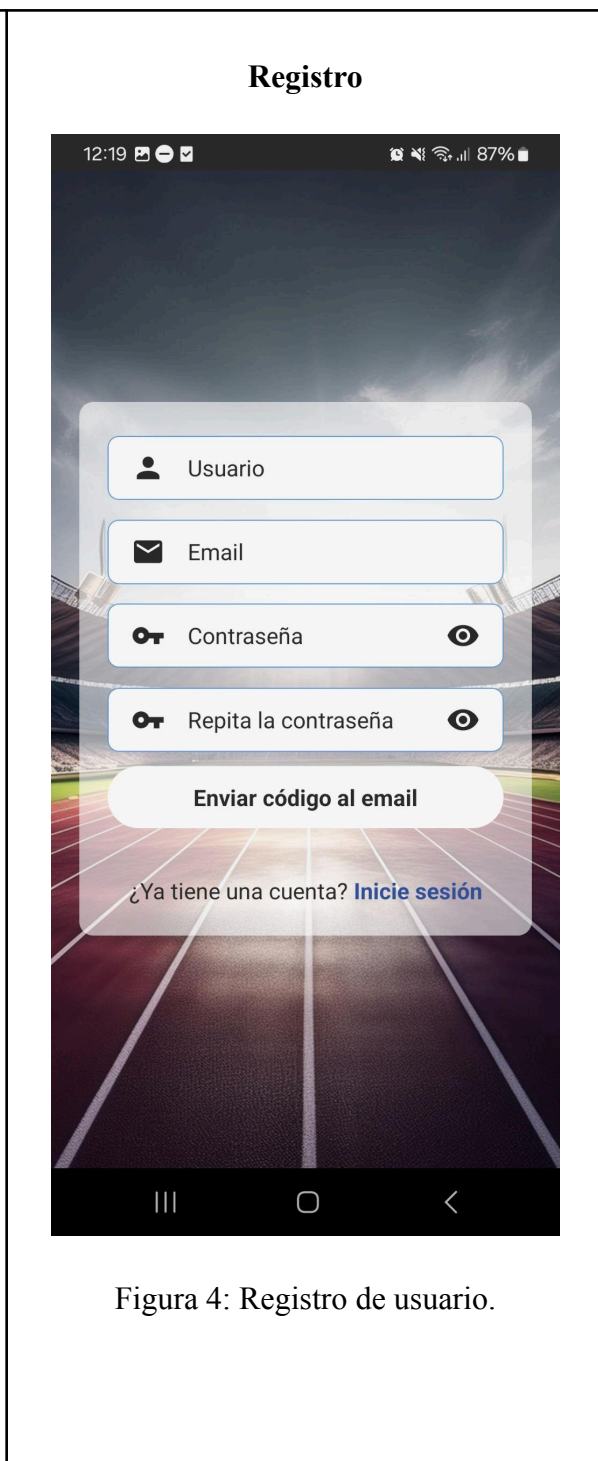 Registro
12:19
87%
Usuario
Email
Contraseña
Repita la contraseña
Enviar código al email
¿Ya tiene una cuenta? Inicie sesión
Figura 4: Registro de usuario.